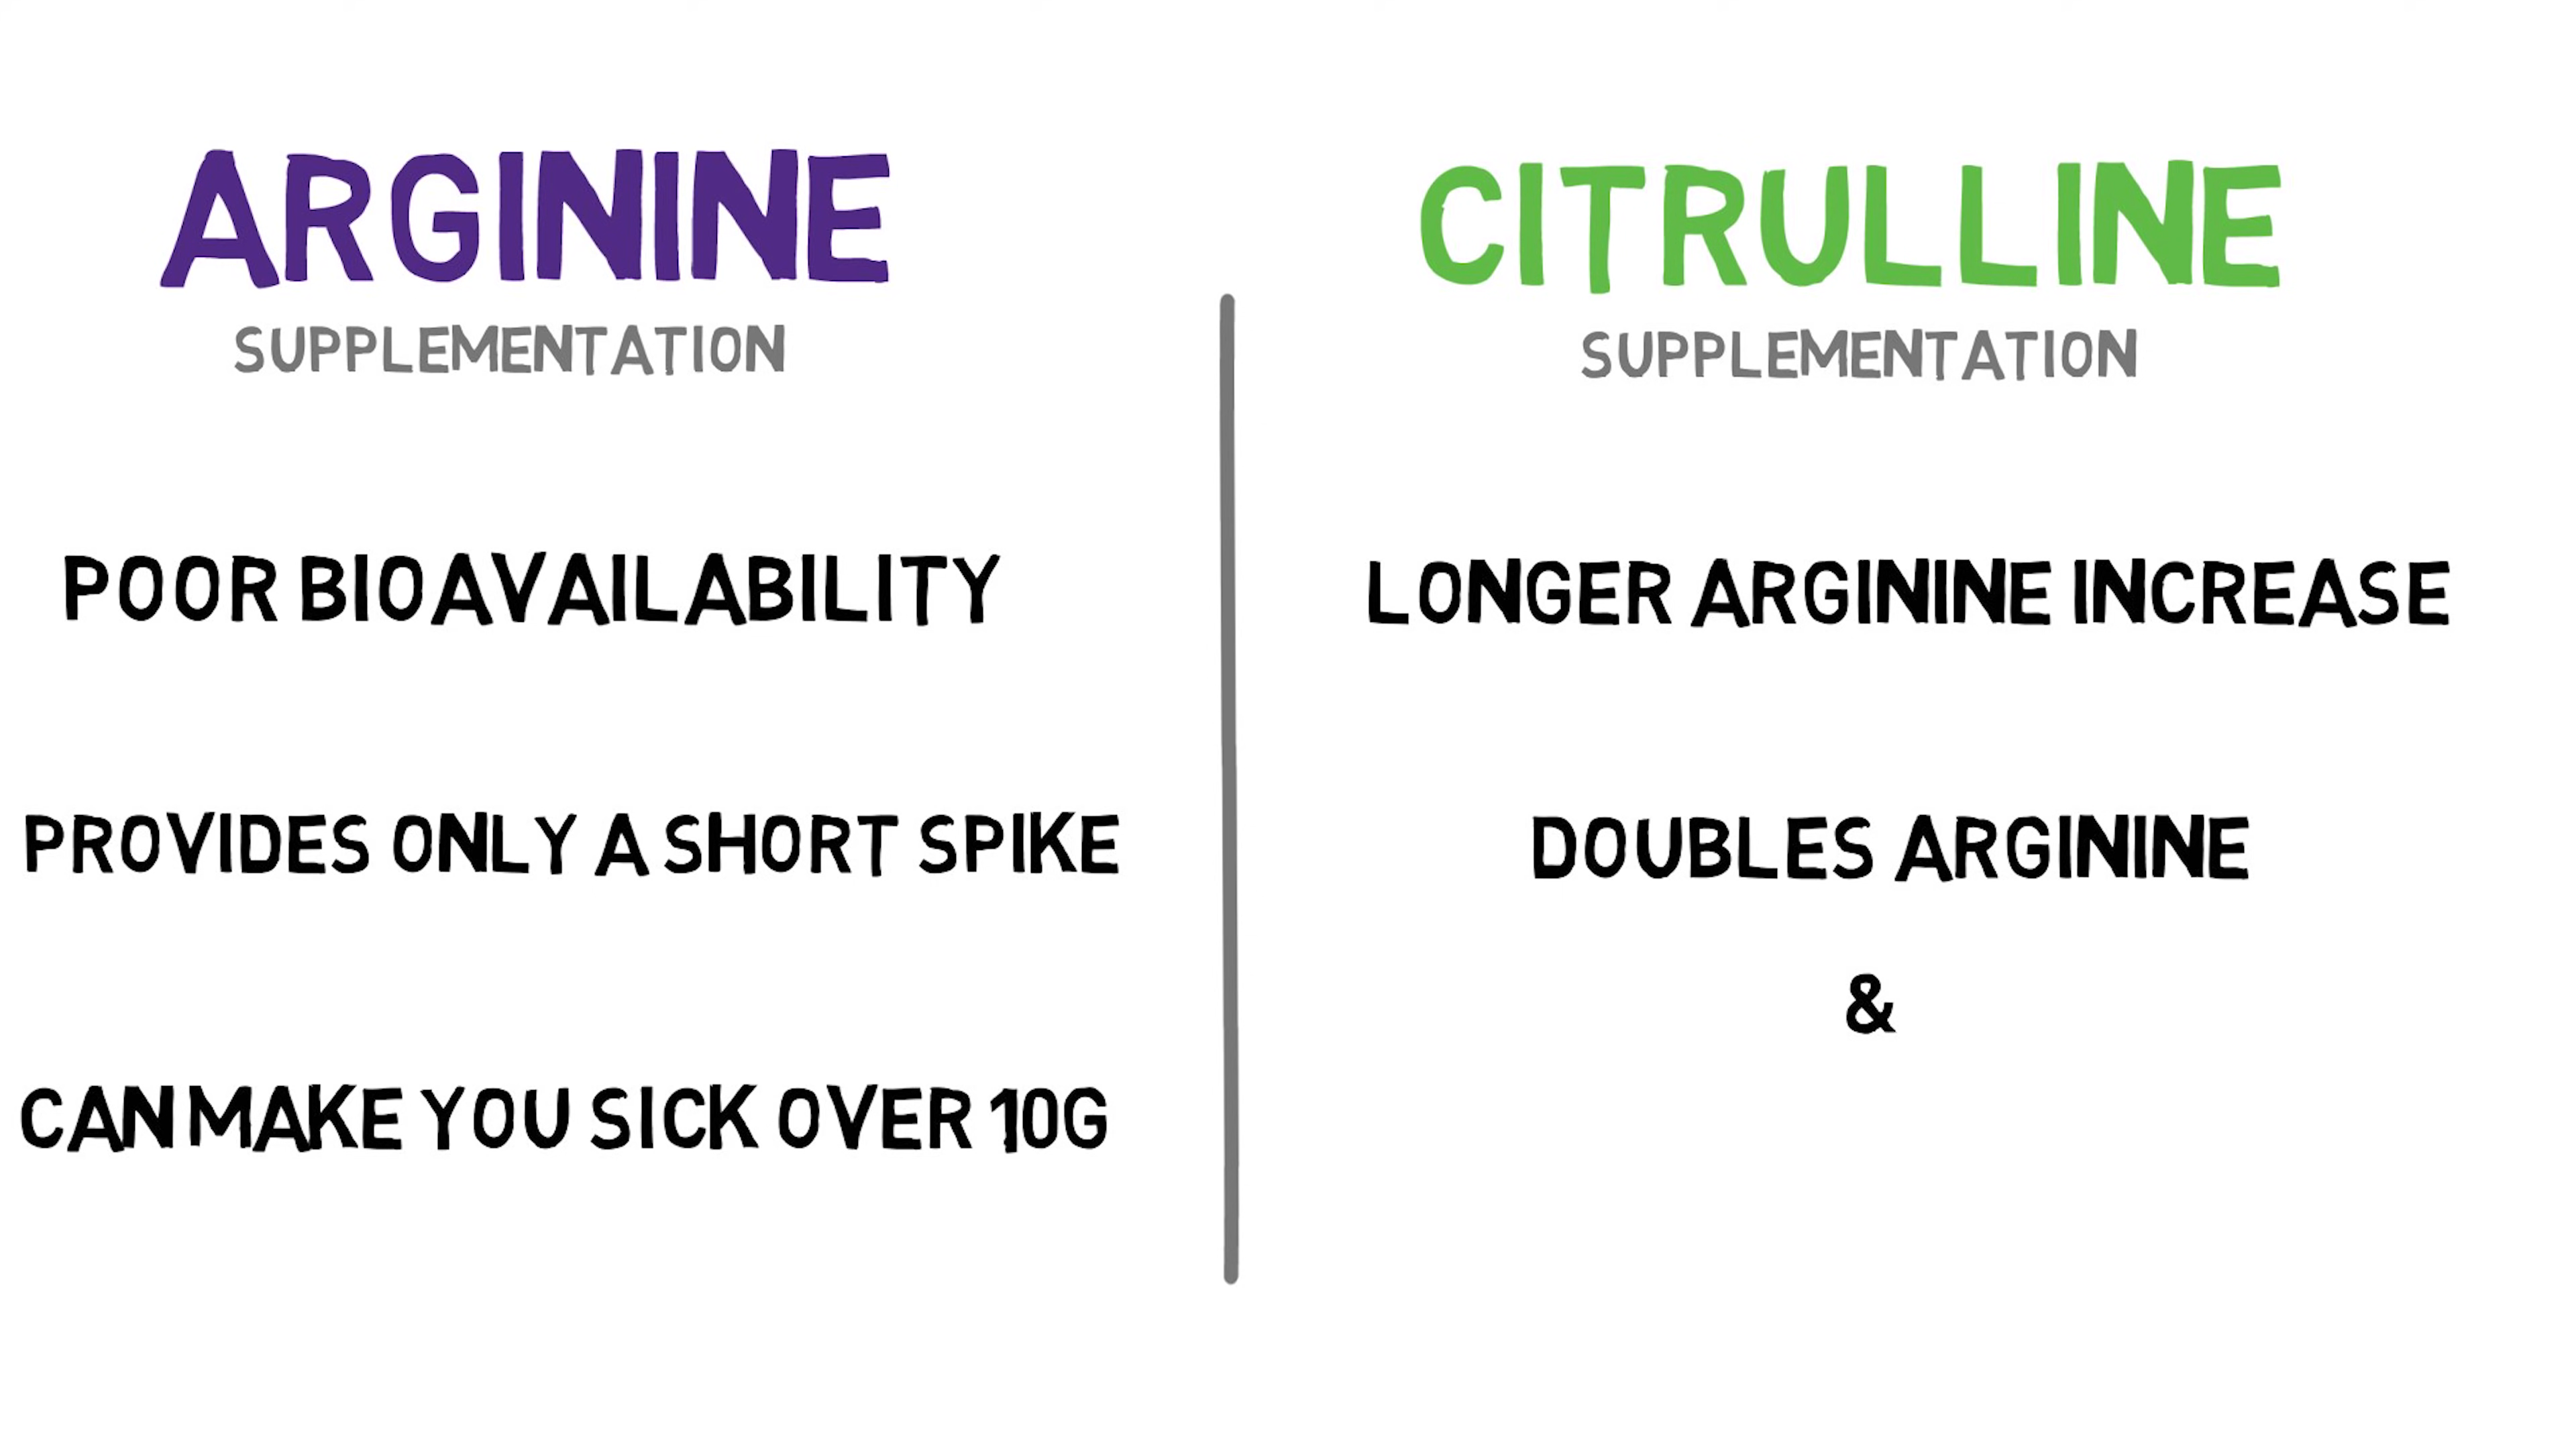 ARGININE
SUPPLEMENTATION
POOR BIOAVAILABILITY
PROVIDES ONLY A SHORT SPIKE
CAN MAKE YOU SICK OVER 10G
CITRULLINE
SUPPLEMENTATION
LONGER ARGININE INCREASE
DOUBLES ARGININE
&